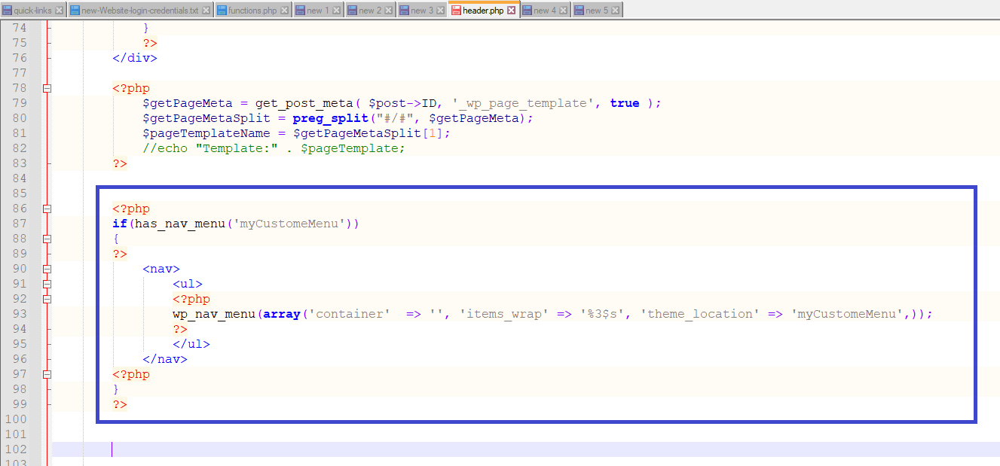 quick-links new-Website-login-credentials.txt functions.php new 1 new 2 new 3 header.php new 4 new 5
74 }
75 ?>
76 </div>
77
78 <?php
79 $getPageMeta = get_post_meta( $post->ID, '_wp_page_template', true );
80 $getPageMetaSplit = preg_split("#/#", $getPageMeta);
81 $pageTemplateName = $getPageMetaSplit[1];
82 //echo "Template:" . $pageTemplate;
83 ?>
84
85
86 <?php
87 if(has_nav_menu('myCustomeMenu'))
88 {
89 ?>
90 <nav>
91 <ul>
92 <?php
93 wp_nav_menu(array('container'  => '', 'items_wrap' => '%3$s', 'theme_location' => 'myCustomeMenu',));
94 ?>
95 </ul>
96 </nav>
97 <?php
98 }
99 ?>
100
101
102
103